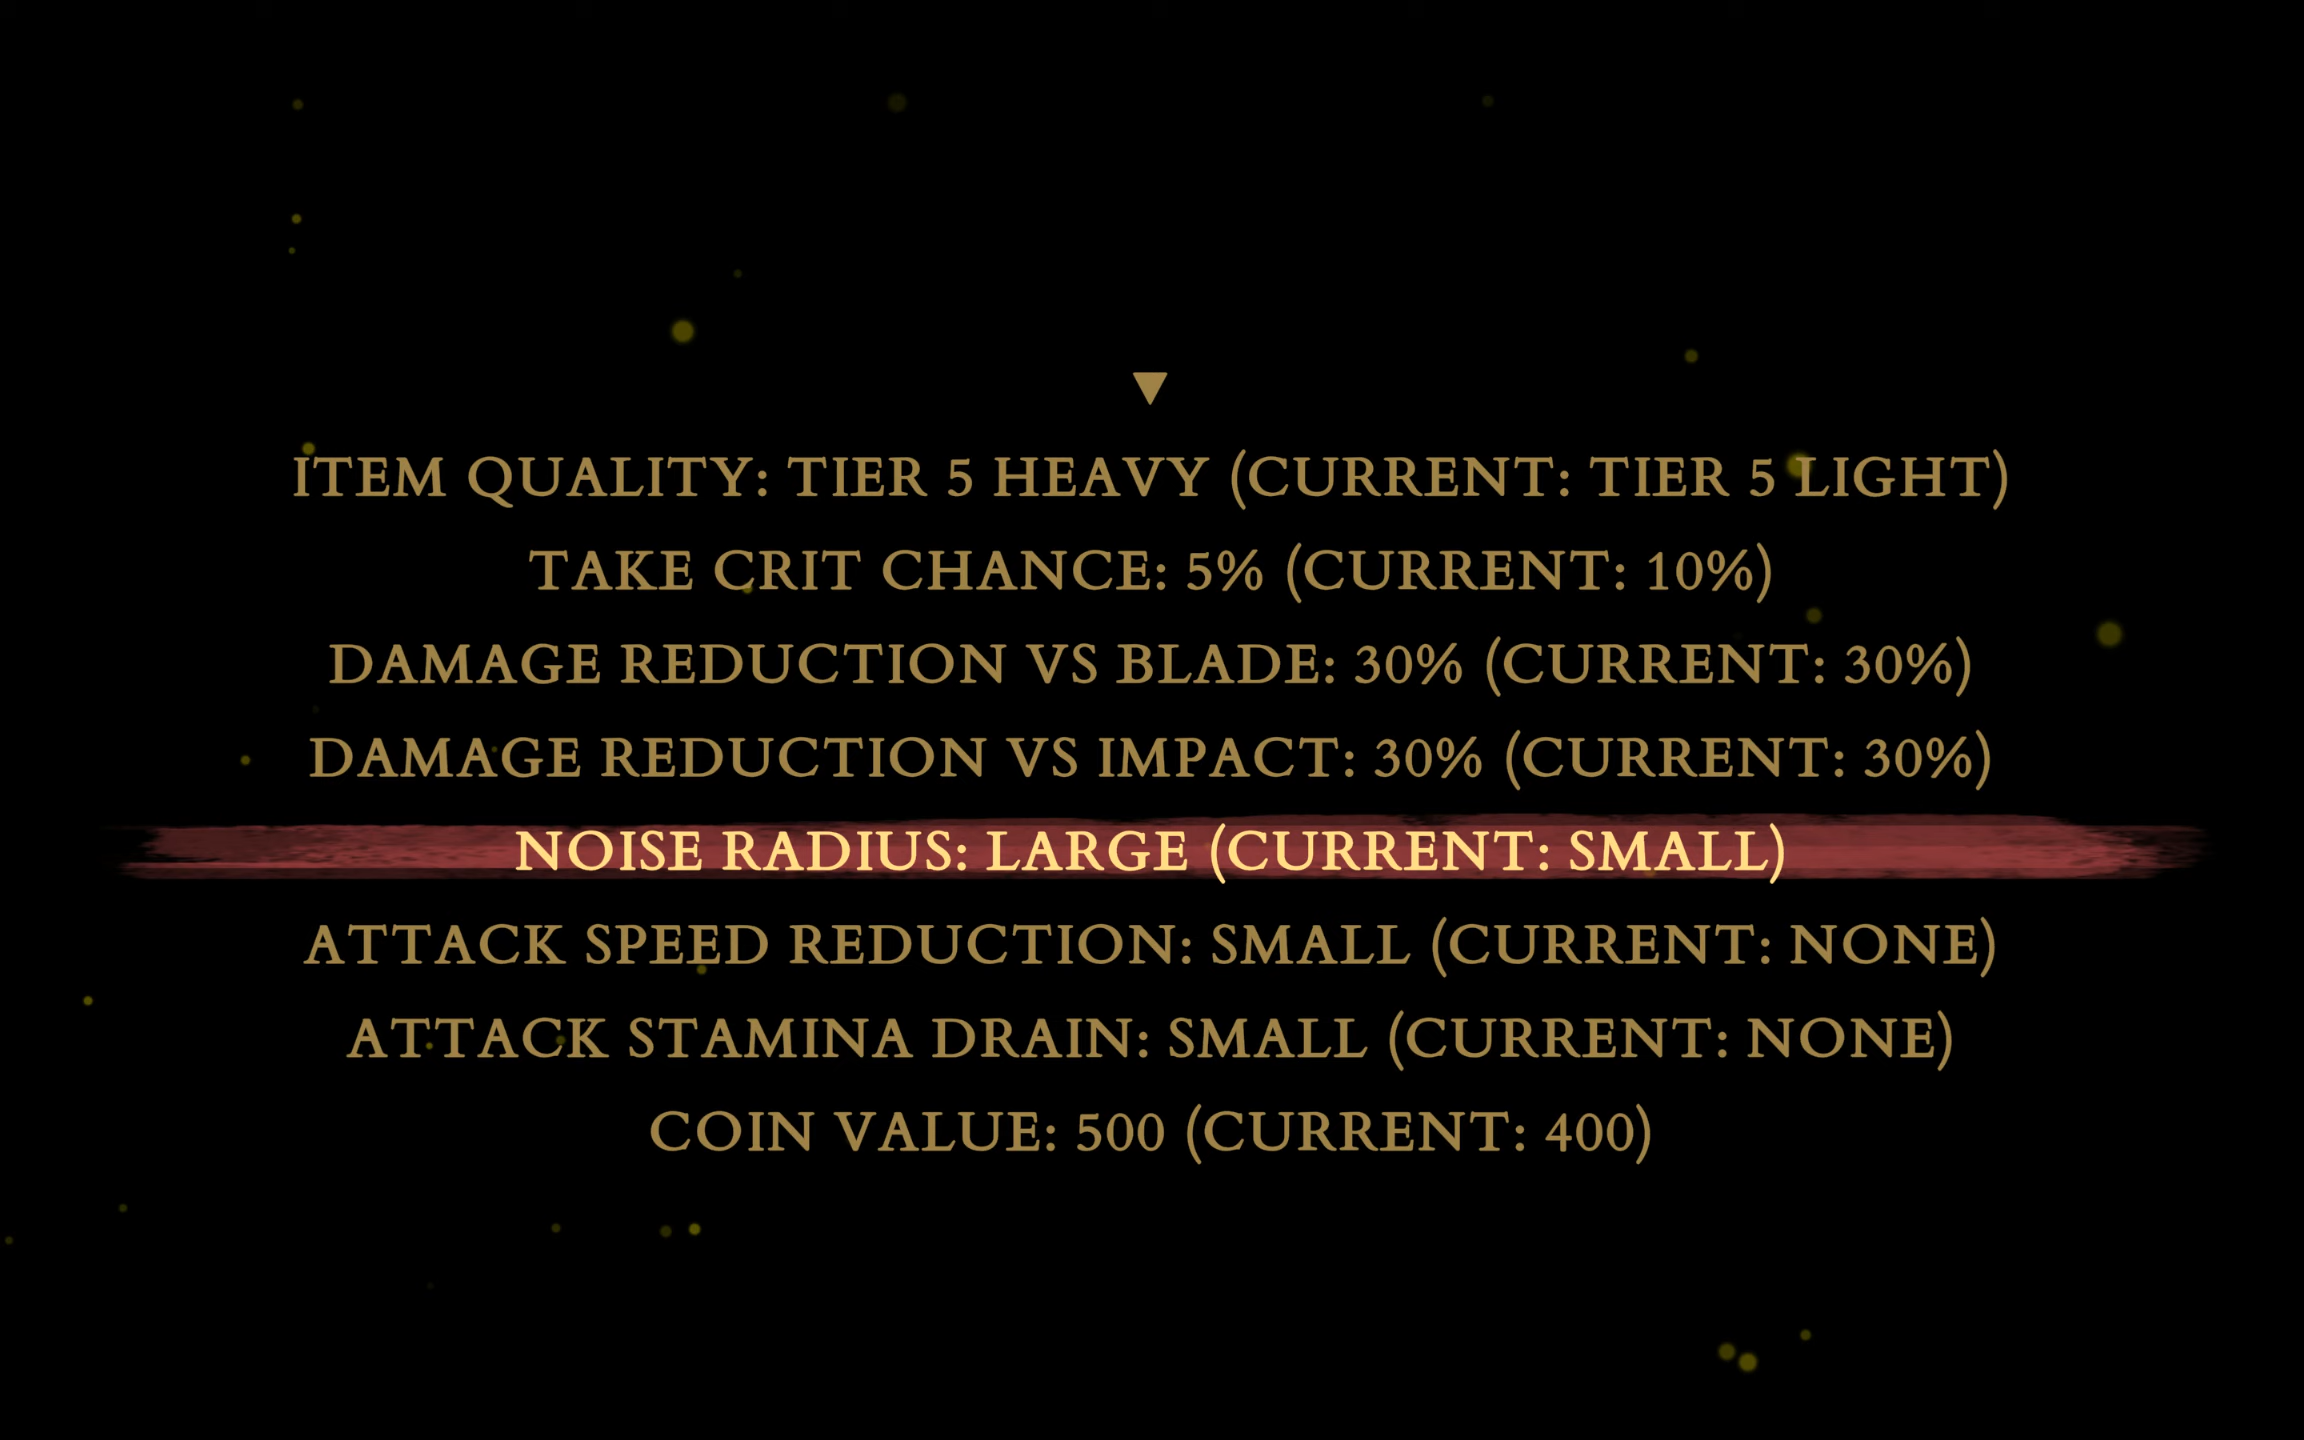 ITEM QUALITY: TIER 5 HEAVY (CURRENT: TIER 5 LIGHT)
TAKE CRIT CHANCE: 5% (CURRENT: 10%)
DAMAGE REDUCTION VS BLADE: 30% (CURRENT: 30%)
DAMAGE REDUCTION VS IMPACT: 30% (CURRENT: 30%)
NOISE RADIUS: LARGE (CURRENT: SMALL)
ATTACK SPEED REDUCTION: SMALL (CURRENT: NONE)
ATTACK STAMINA DRAIN: SMALL (CURRENT: NONE)
COIN VALUE: 500 (CURRENT: 400)